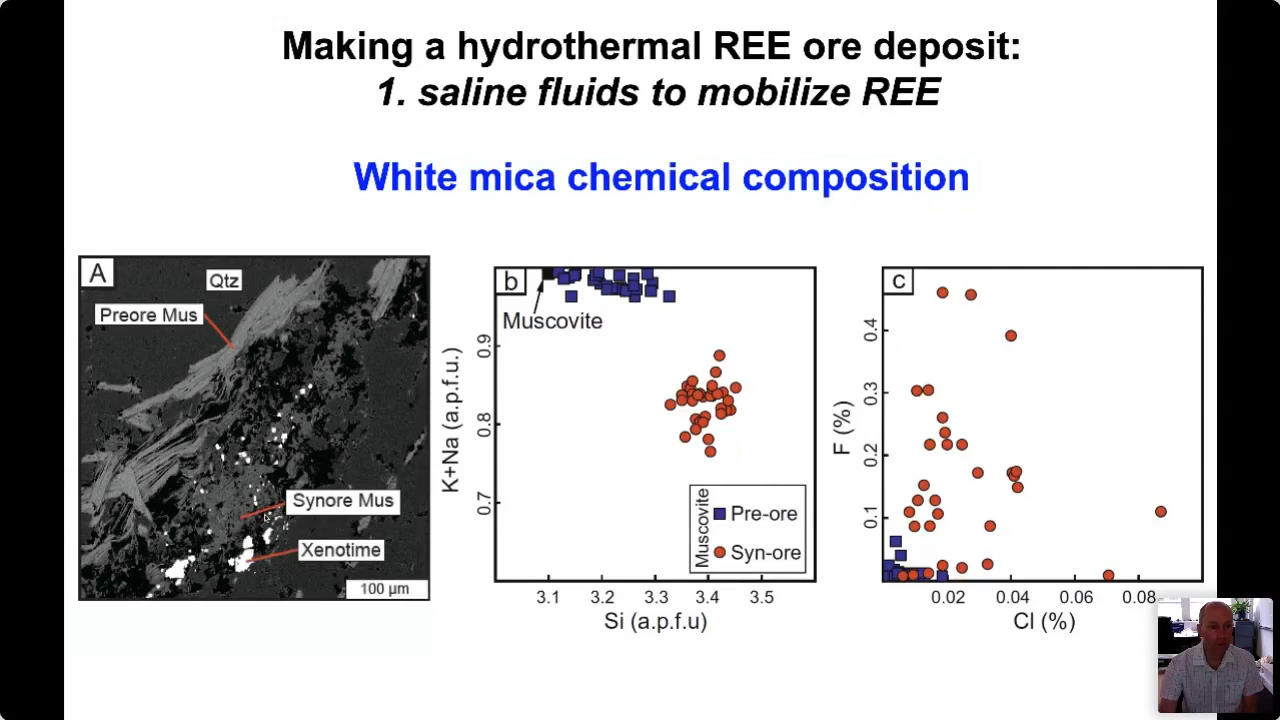 Making a hydrothermal REE ore deposit:
1. saline fluids to mobilize REE
White mica chemical composition
A
Qtz
Preore Mus
Synore Mus
Xenotime
100 µm
b
Muscovite
K+Na (a.p.f.u.)
0.9
0.8
0.7
Muscovite
Pre-ore
Syn-ore
3.1 3.2 3.3 3.4 3.5
Si (a.p.f.u)
c
F (%)
0.4
0.3
0.2
0.1
0.02 0.04 0.06 0.08
Cl (%)